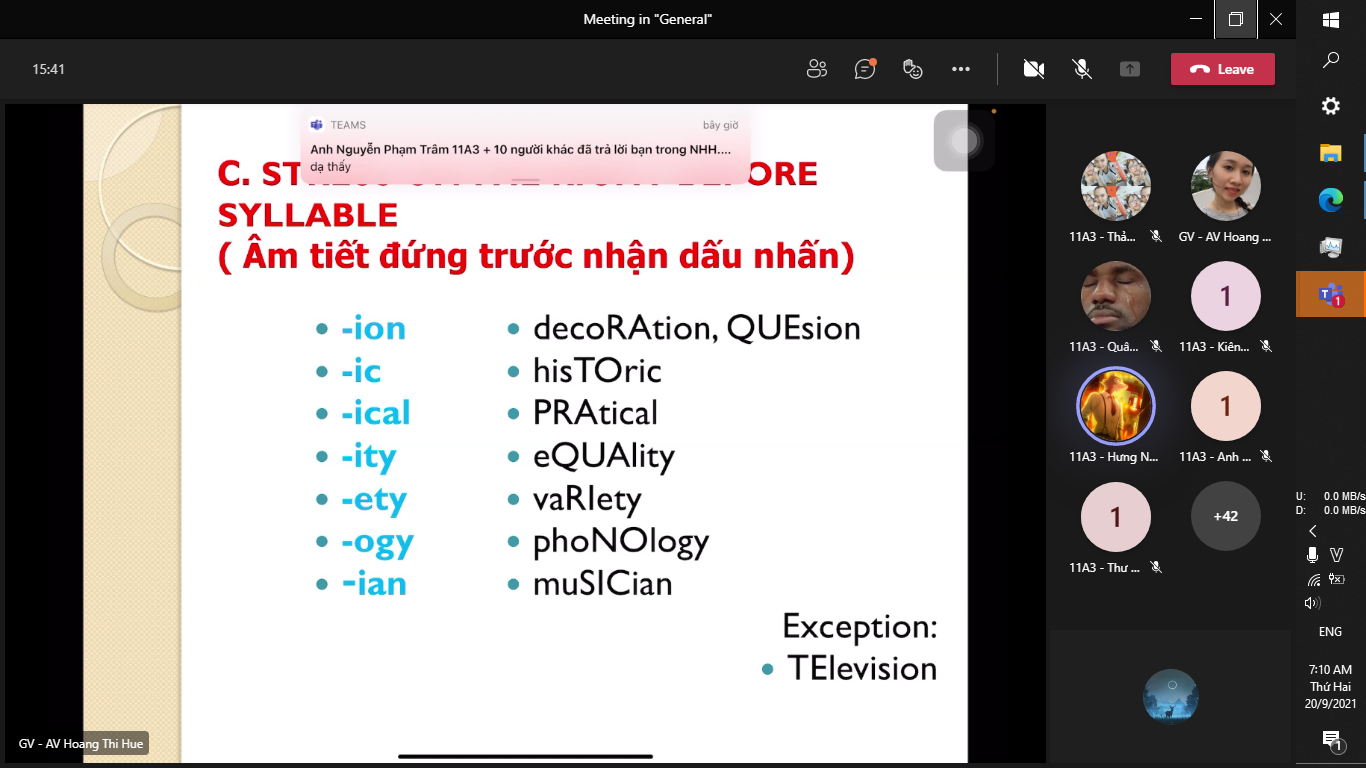 Meeting in "General"
15:41
Leave
TEAMS
bây giờ
Anh Nguyễn Phạm Trâm 11A3 + 10 người khác đã trả lời bạn trong NHH....
dạ thấy
C. BEFORE
SYLLABLE
( Âm tiết đứng trước nhận dấu nhấn)
-ion
decoRAtion, QUEsion
-ic
hisTOric
-ical
PRAtical
-ity
eQUAlity
-ety
vaRIety
-ogy
phoNOlogy
-ian
muSICian
Exception:
TElevision
GV - AV Hoang Thi Hue
11A3 - Thả...
GV - AV Hoang ...
1
11A3 - Quâ...
11A3 - Kiên...
1
11A3 - Hưng N...
11A3 - Anh ...
1
+42
11A3 - Thư ...
1
U: 0.0 MB/s
D: 0.0 MB/s
ENG
7:10 AM
Thứ Hai
20/9/2021
1